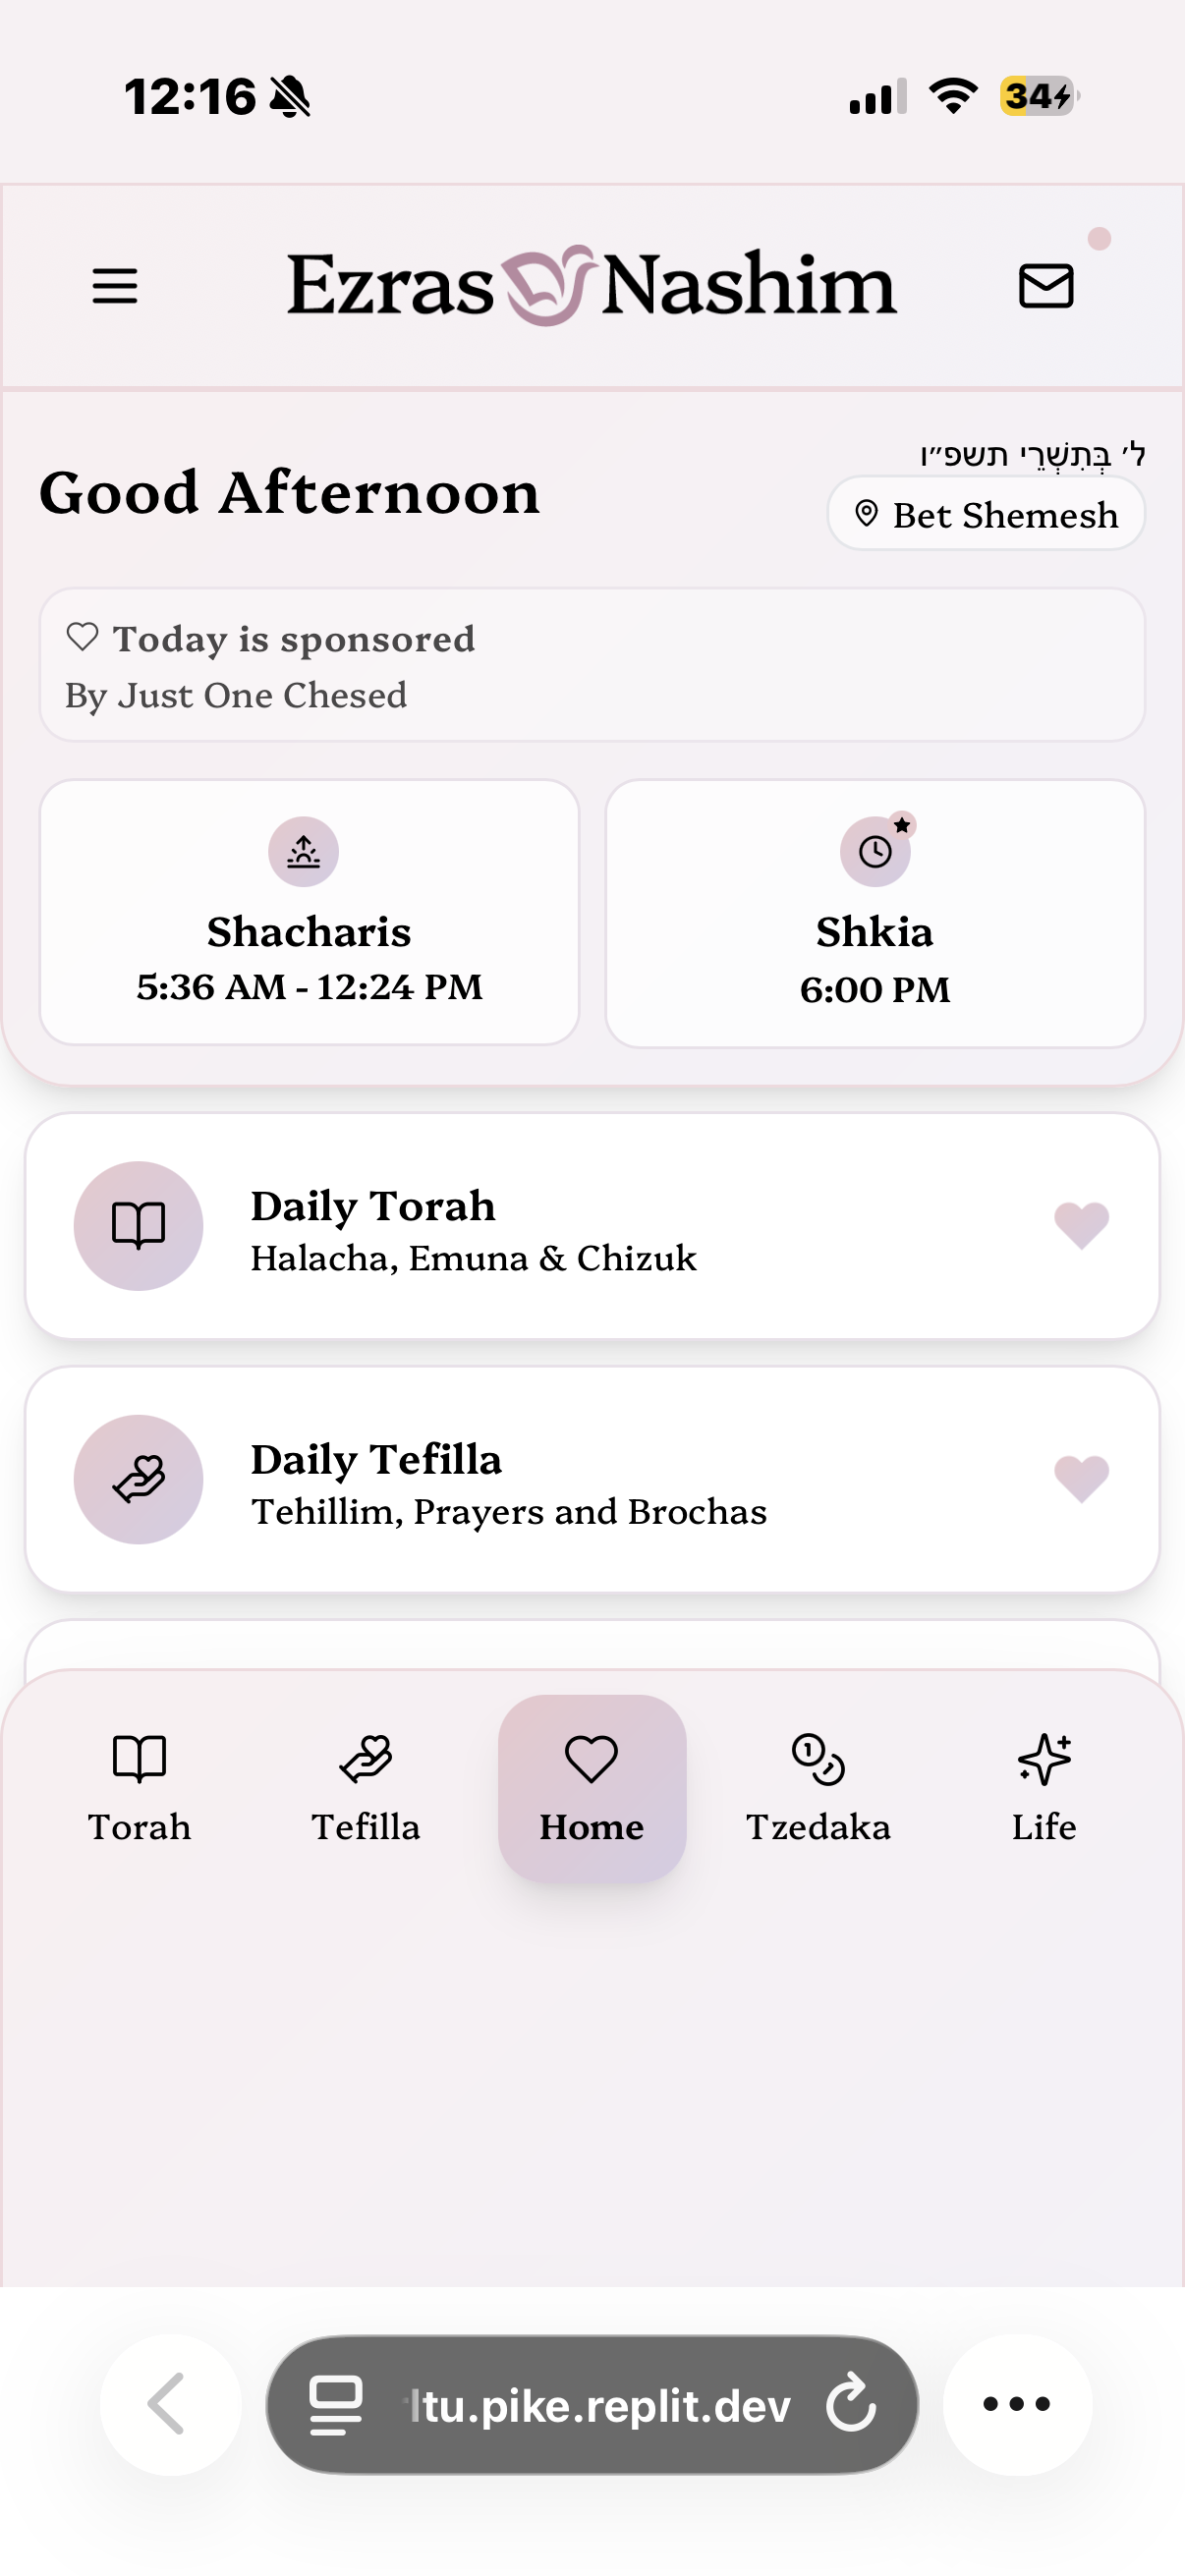 12:16
34
Ezras Nashim
ל׳ בְּתִשְׁרֵי תשפ״ו
Good Afternoon
Bet Shemesh
Today is sponsored
By Just One Chesed
Shacharis
5:36 AM - 12:24 PM
Shkia
6:00 PM
Daily Torah
Halacha, Emuna & Chizuk
Daily Tefilla
Tehillim, Prayers and Brochas
Torah
Tefilla
Home
Tzedaka
Life
ltu.pike.replit.dev